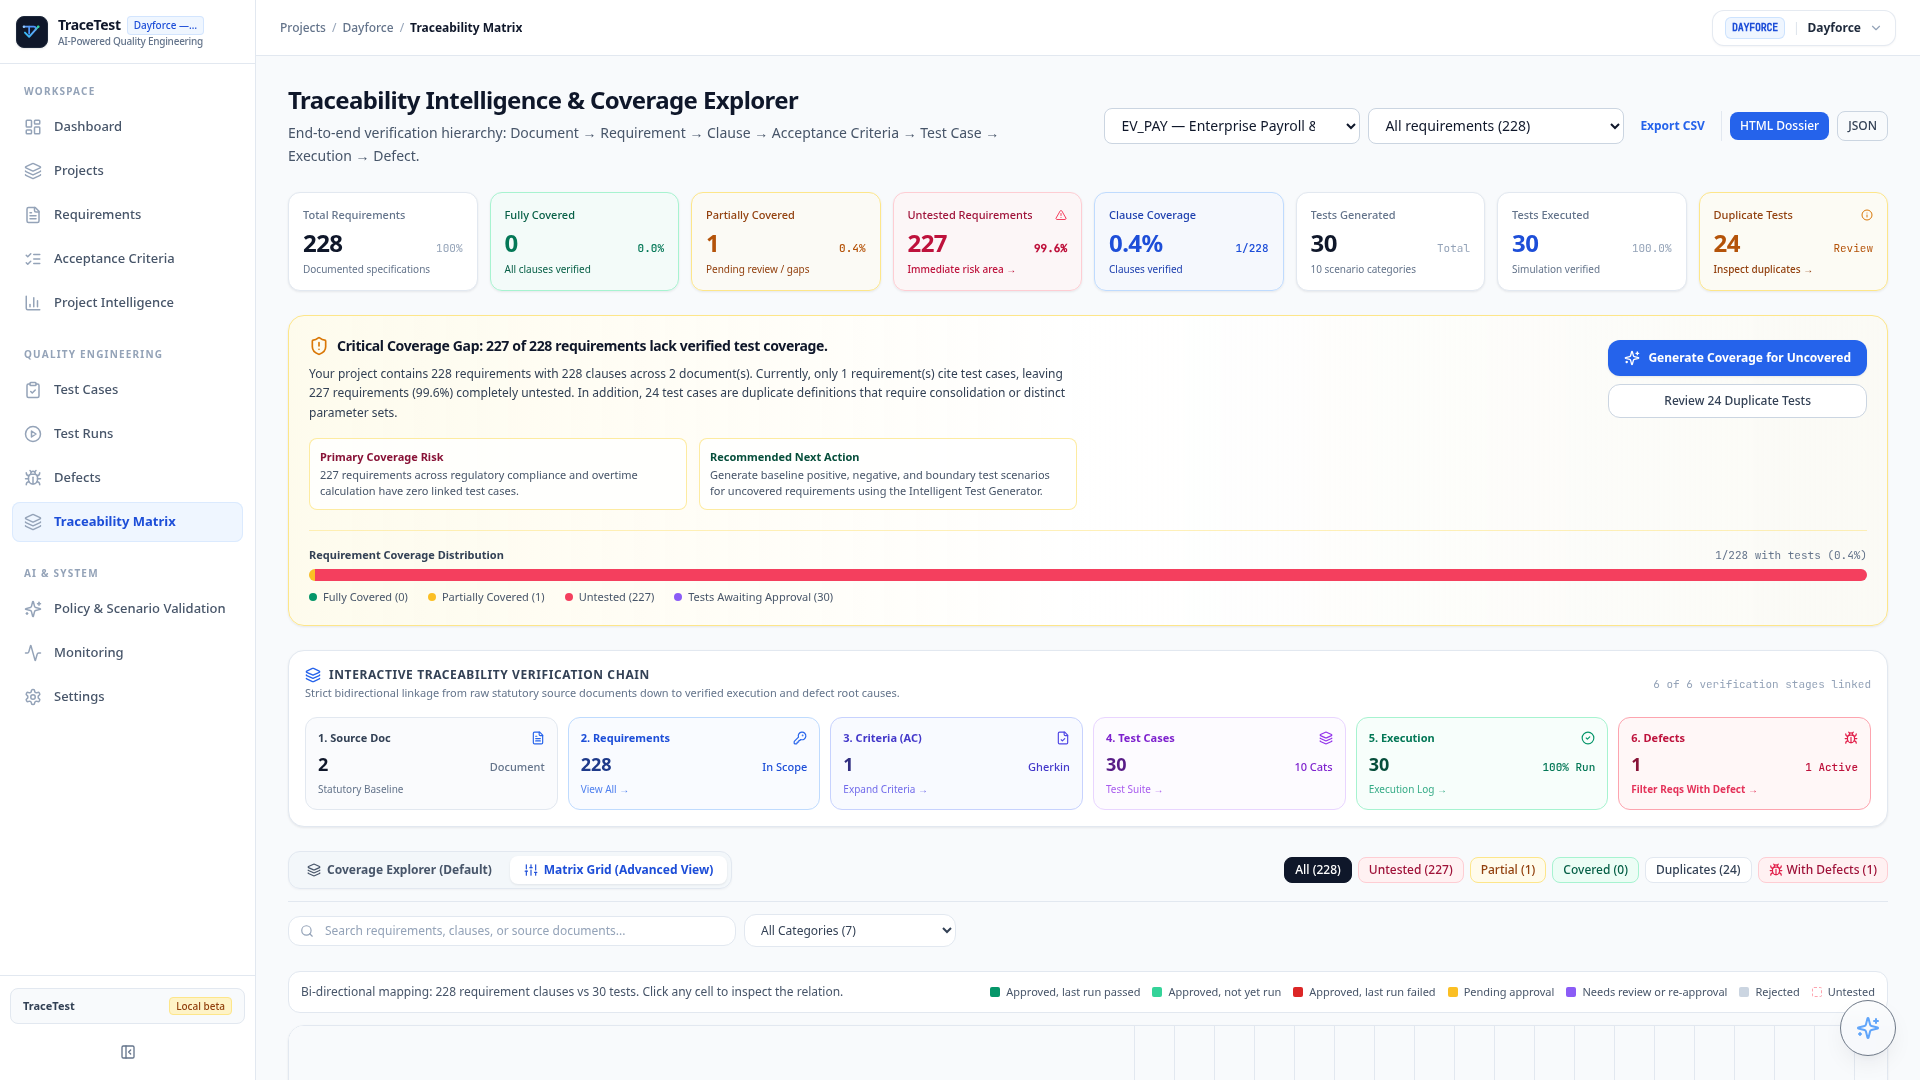 TraceTest Dayforce —...
AI-Powered Quality Engineering
WORKSPACE
Dashboard
Projects
Requirements
Acceptance Criteria
Project Intelligence
QUALITY ENGINEERING
Test Cases
Test Runs
Defects
Traceability Matrix
AI & SYSTEM
Policy & Scenario Validation
Monitoring
Settings
TraceTest Local beta
Projects / Dayforce / Traceability Matrix
DAYFORCE Dayforce
Traceability Intelligence & Coverage Explorer
End-to-end verification hierarchy: Document → Requirement → Clause → Acceptance Criteria → Test Case →
Execution → Defect.
EV_PAY — Enterprise Payroll &
All requirements (228)
Export CSV
HTML Dossier
JSON
Total Requirements
228 100%
Documented specifications
Fully Covered
0 0.0%
All clauses verified
Partially Covered
1 0.4%
Pending review / gaps
Untested Requirements
227 99.6%
Immediate risk area →
Clause Coverage
0.4% 1/228
Clauses verified
Tests Generated
30 Total
10 scenario categories
Tests Executed
30 100.0%
Simulation verified
Duplicate Tests
24 Review
Inspect duplicates →
Critical Coverage Gap: 227 of 228 requirements lack verified test coverage.
Your project contains 228 requirements with 228 clauses across 2 document(s). Currently, only 1 requirement(s) cite test cases, leaving
227 requirements (99.6%) completely untested. In addition, 24 test cases are duplicate definitions that require consolidation or distinct
parameter sets.
Generate Coverage for Uncovered
Review 24 Duplicate Tests
Primary Coverage Risk
227 requirements across regulatory compliance and overtime
calculation have zero linked test cases.
Recommended Next Action
Generate baseline positive, negative, and boundary test scenarios
for uncovered requirements using the Intelligent Test Generator.
Requirement Coverage Distribution 1/228 with tests (0.4%)
Fully Covered (0) Partially Covered (1) Untested (227) Tests Awaiting Approval (30)
INTERACTIVE TRACEABILITY VERIFICATION CHAIN
Strict bidirectional linkage from raw statutory source documents down to verified execution and defect root causes.
6 of 6 verification stages linked
1. Source Doc
2 Document
Statutory Baseline
2. Requirements
228 In Scope
View All →
3. Criteria (AC)
1 Gherkin
Expand Criteria →
4. Test Cases
30 10 Cats
Test Suite →
5. Execution
30 100% Run
Execution Log →
6. Defects
1 1 Active
Filter Reqs With Defect →
Coverage Explorer (Default) Matrix Grid (Advanced View)
All (228) Untested (227) Partial (1) Covered (0) Duplicates (24) With Defects (1)
Search requirements, clauses, or source documents...
All Categories (7)
Bi-directional mapping: 228 requirement clauses vs 30 tests. Click any cell to inspect the relation.
Approved, last run passed Approved, not yet run Approved, last run failed Pending approval Needs review or re-approval Rejected Untested